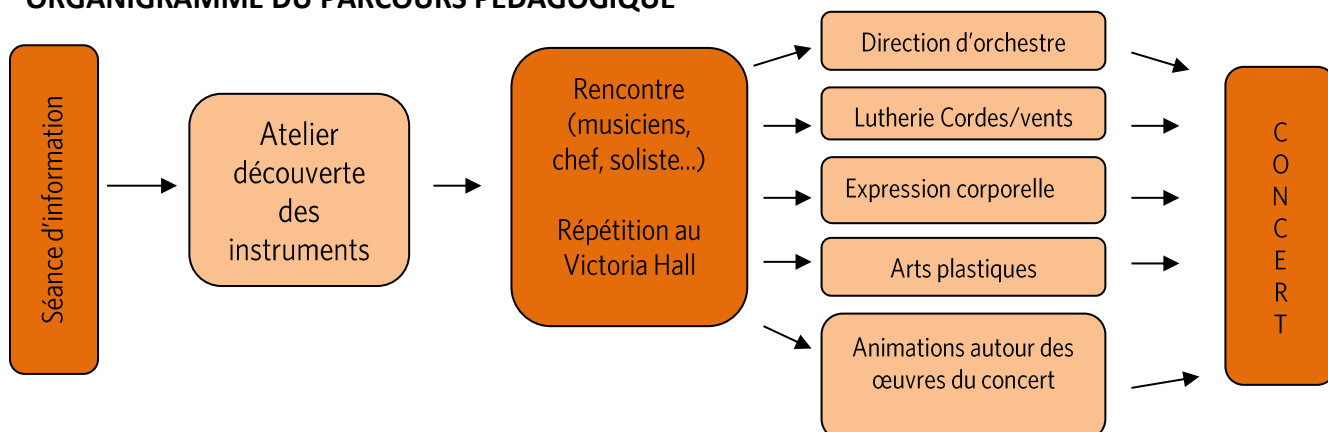 ORGANIGRAMME DU PARCOURS PEDAGOGIQUE
Séance d'information
Atelier
découverte
des
instruments
Rencontre
(musiciens,
chef, soliste...)
Répétition au
Victoria Hall
Direction d'orchestre
Lutherie Cordes/vents
Expression corporelle
Arts plastiques
Animations autour des
œuvres du concert
C
O
N
C
E
R
T